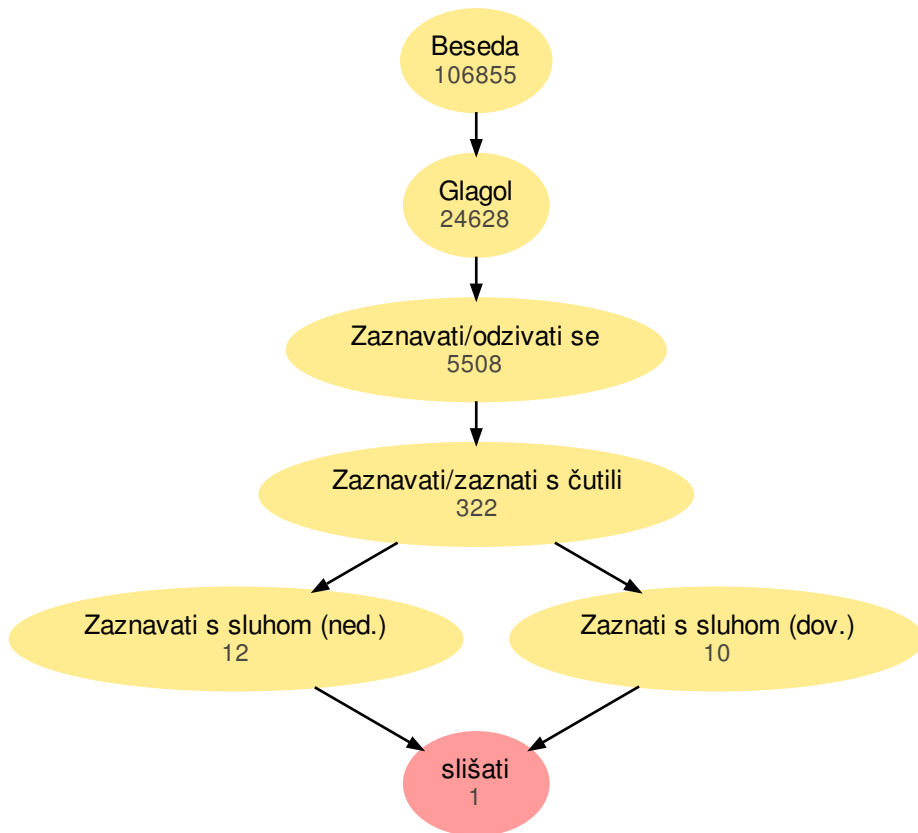 Beseda
106855
Glagol
24628
Zaznavati/odzivati se
5508
Zaznavati/zaznati s čutili
322
Zaznavati s sluhom (ned.)
12
Zaznati s sluhom (dov.)
10
slišati
1